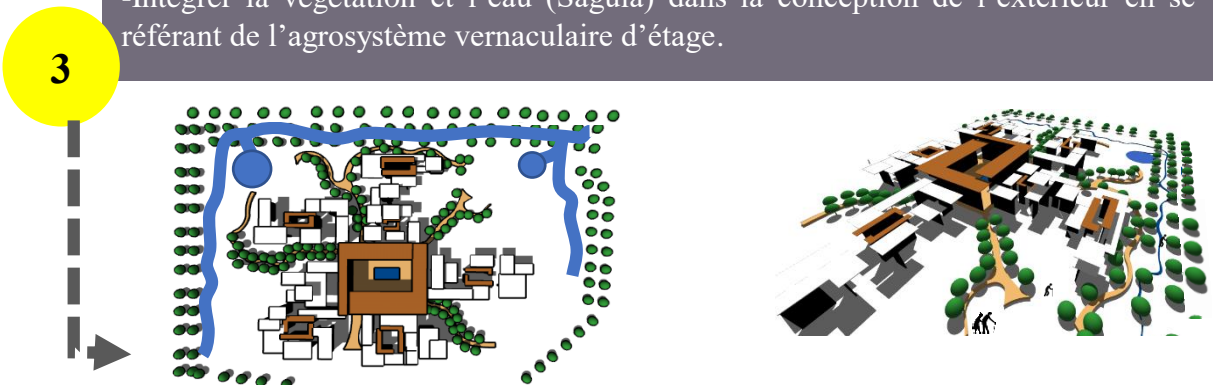 -Intégrer la végétation et l'eau (Saguia) dans la conception de l'extérieur en se
référant de l'agrosystème vernaculaire d'étage.
3